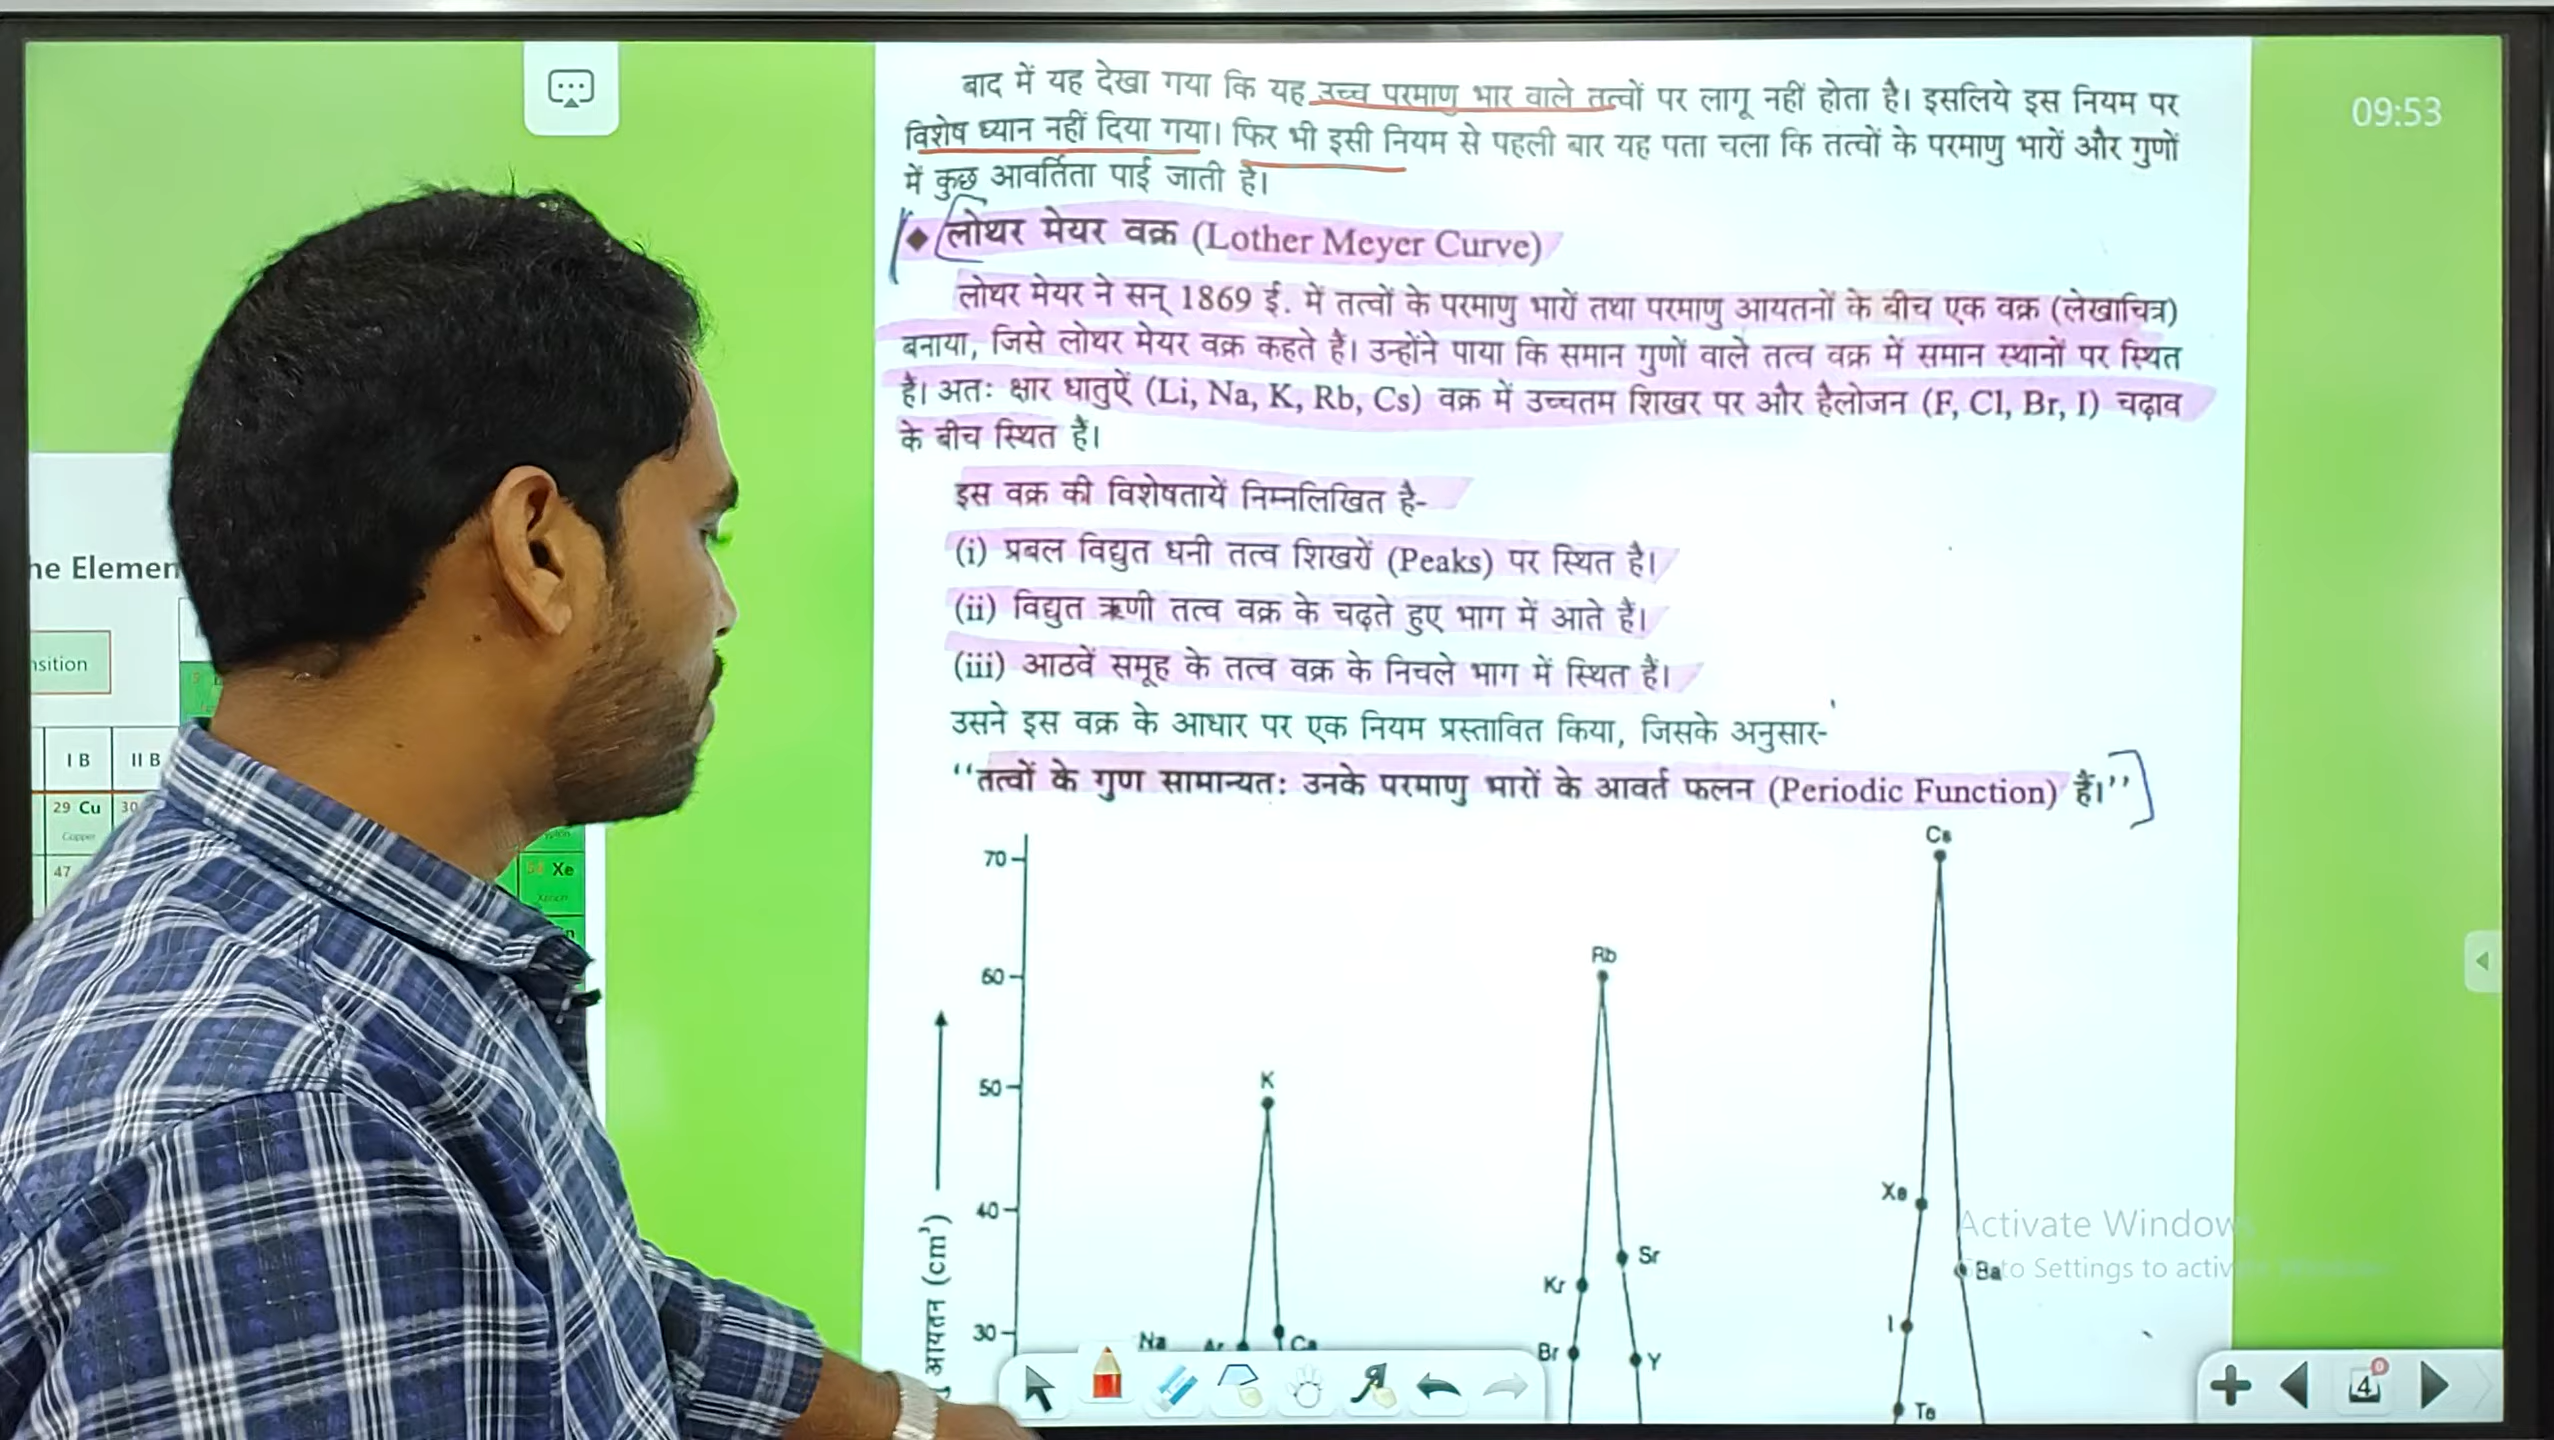 बाद में यह देखा गया कि यह उच्च परमाणु भार वाले तत्वों पर लागू नहीं होता है। इसलिये इस नियम पर
विशेष ध्यान नहीं दिया गया। फिर भी इसी नियम से पहली बार यह पता चला कि तत्वों के परमाणु भारों और गुणों
में कुछ आवर्तिता पाई जाती है।
09:53
◆ लोथर मेयर वक्र (Lother Meyer Curve)
लोथर मेयर ने सन् 1869 ई. में तत्वों के परमाणु भारों तथा परमाणु आयतनों के बीच एक वक्र (लेखाचित्र)
बनाया, जिसे लोथर मेयर वक्र कहते है। उन्होंने पाया कि समान गुणों वाले तत्व वक्र में समान स्थानों पर स्थित
है। अतः क्षार धातुऐं (Li, Na, K, Rb, Cs) वक्र में उच्चतम शिखर पर और हैलोजन (F, Cl, Br, I) चढ़ाव
के बीच स्थित हैं।
इस वक्र की विशेषतायें निम्नलिखित है-
(i) प्रबल विद्युत धनी तत्व शिखरों (Peaks) पर स्थित है।
(ii) विद्युत ऋणी तत्व वक्र के चढ़ते हुए भाग में आते हैं।
(iii) आठवें समूह के तत्व वक्र के निचले भाग में स्थित हैं।
उसने इस वक्र के आधार पर एक नियम प्रस्तावित किया, जिसके अनुसार-
‘‘तत्वों के गुण सामान्यतः उनके परमाणु भारों के आवर्त फलन (Periodic Function) हैं।’’
he Elemen
nsition
I B
II B
29 Cu
30
Copper
47
Xe
Xenon
70
60
50
40
30
आयतन (cm³)
Cs
Rb
K
Xe
Sr
Ba
Kr
I
Na
Ar
Ca
Br
Y
Te
Activate Window
to Settings to activ
4
0